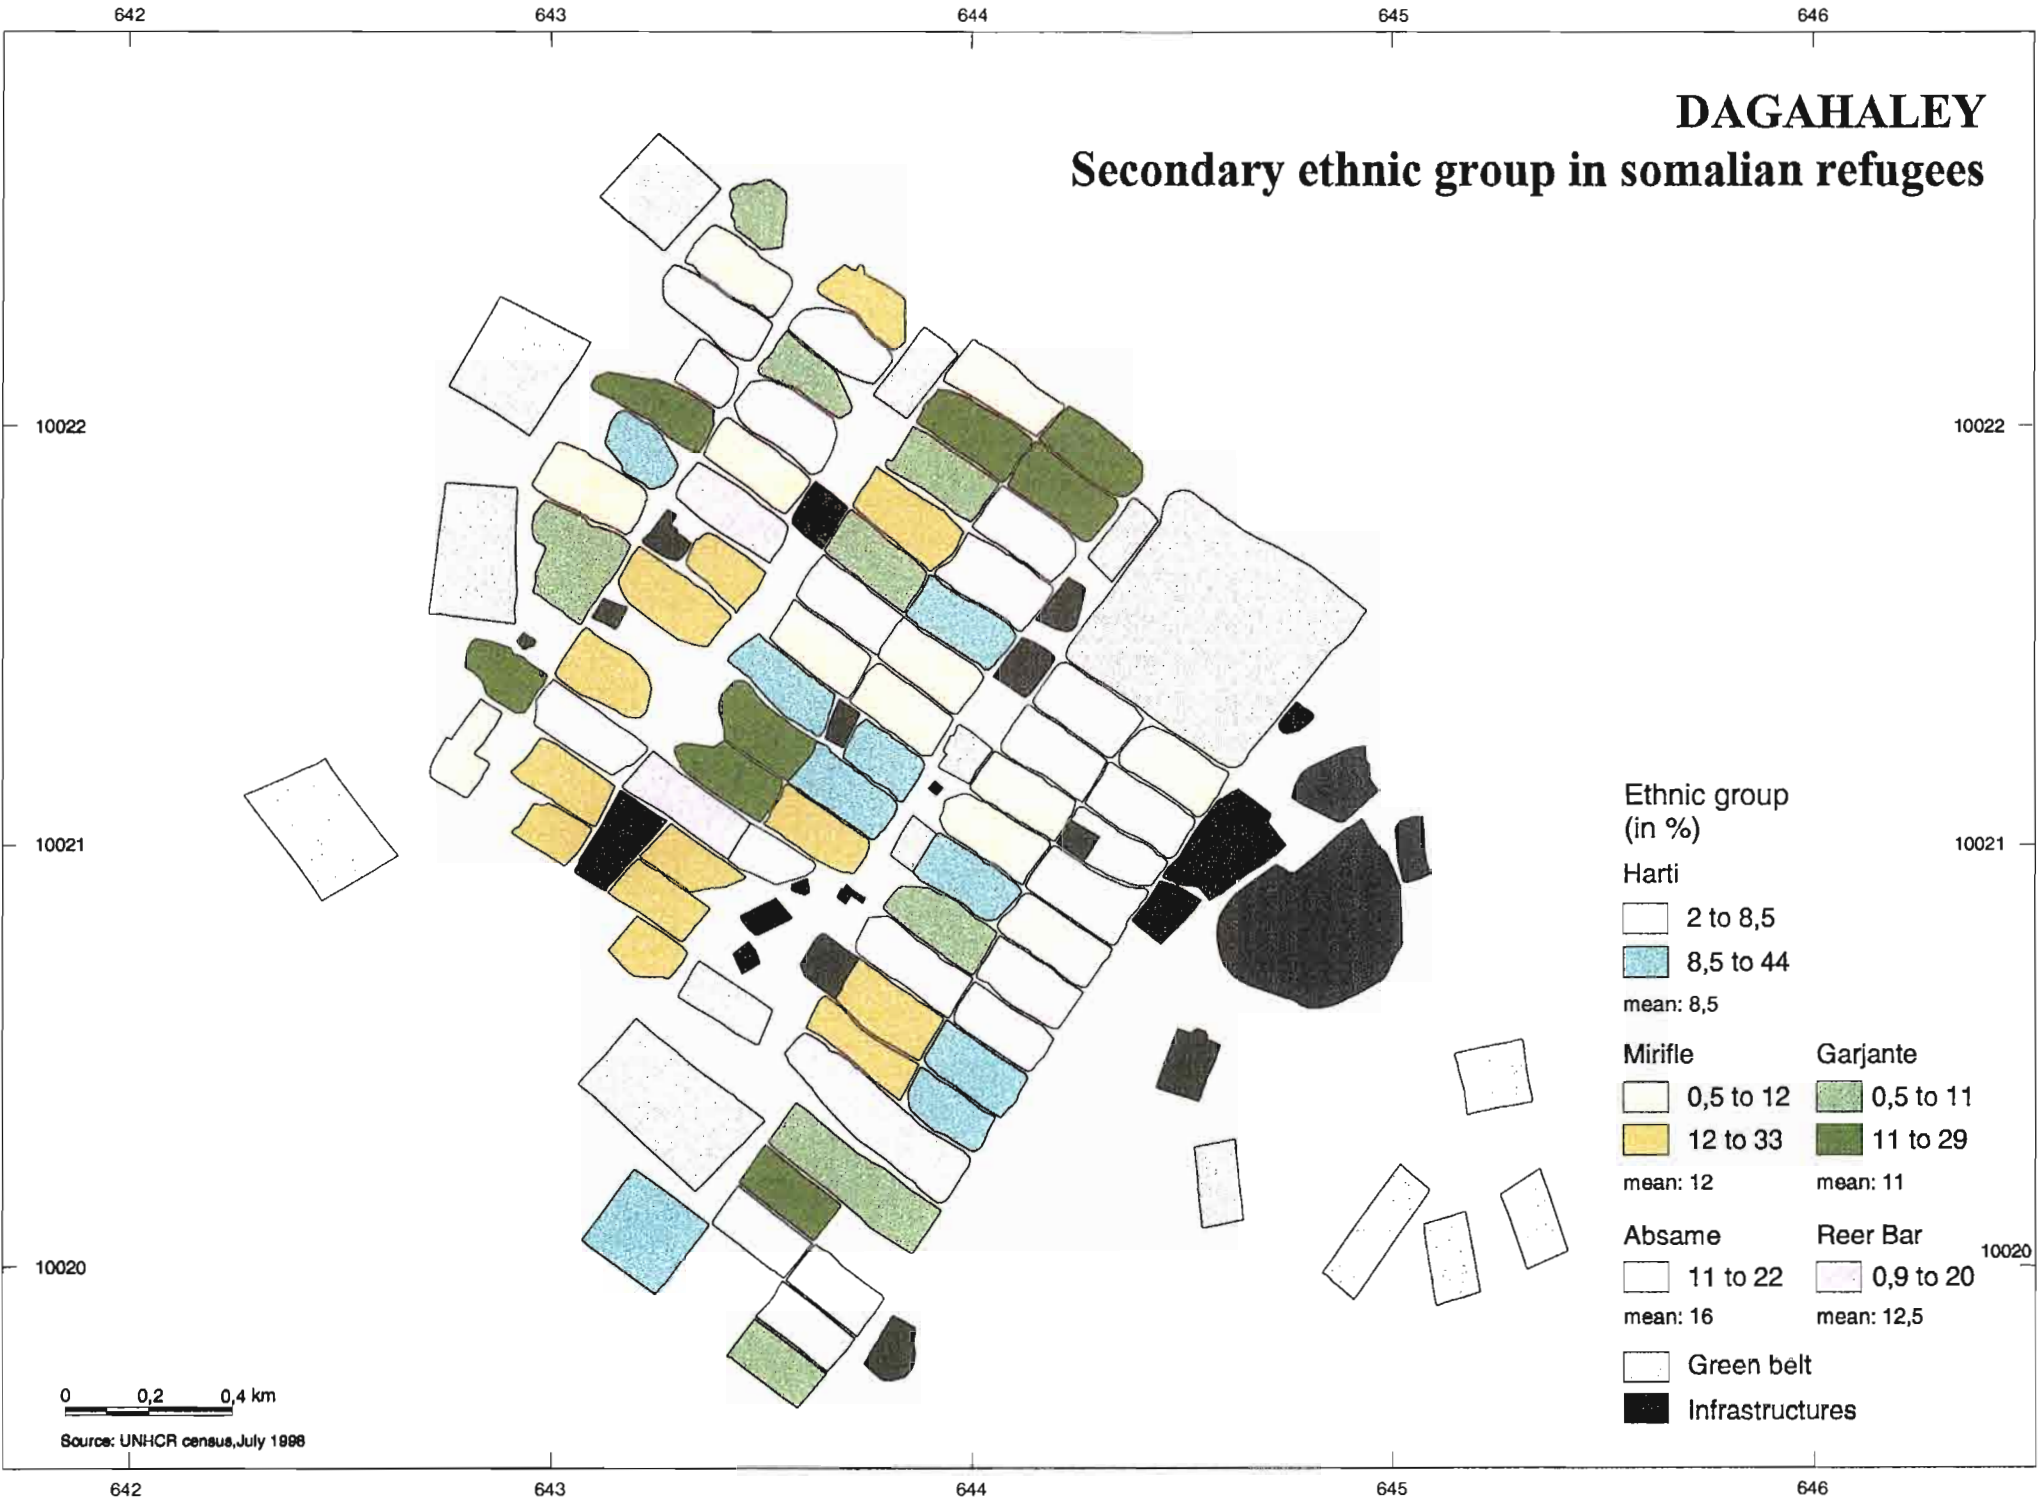 642 643 644 645 646
DAGAHALEY
Secondary ethnic group in somalian refugees
10022 10022
10021 10021
10020 10020
Ethnic group
(in %)
Harti
2 to 8,5
8,5 to 44
mean: 8,5
Mirifle Garjante
0,5 to 12 0,5 to 11
12 to 33 11 to 29
mean: 12 mean: 11
Absame Reer Bar
11 to 22 0,9 to 20
mean: 16 mean: 12,5
Green belt
Infrastructures
0 0,2 0,4 km
Source: UNHCR census,July 1998
642 643 644 645 646